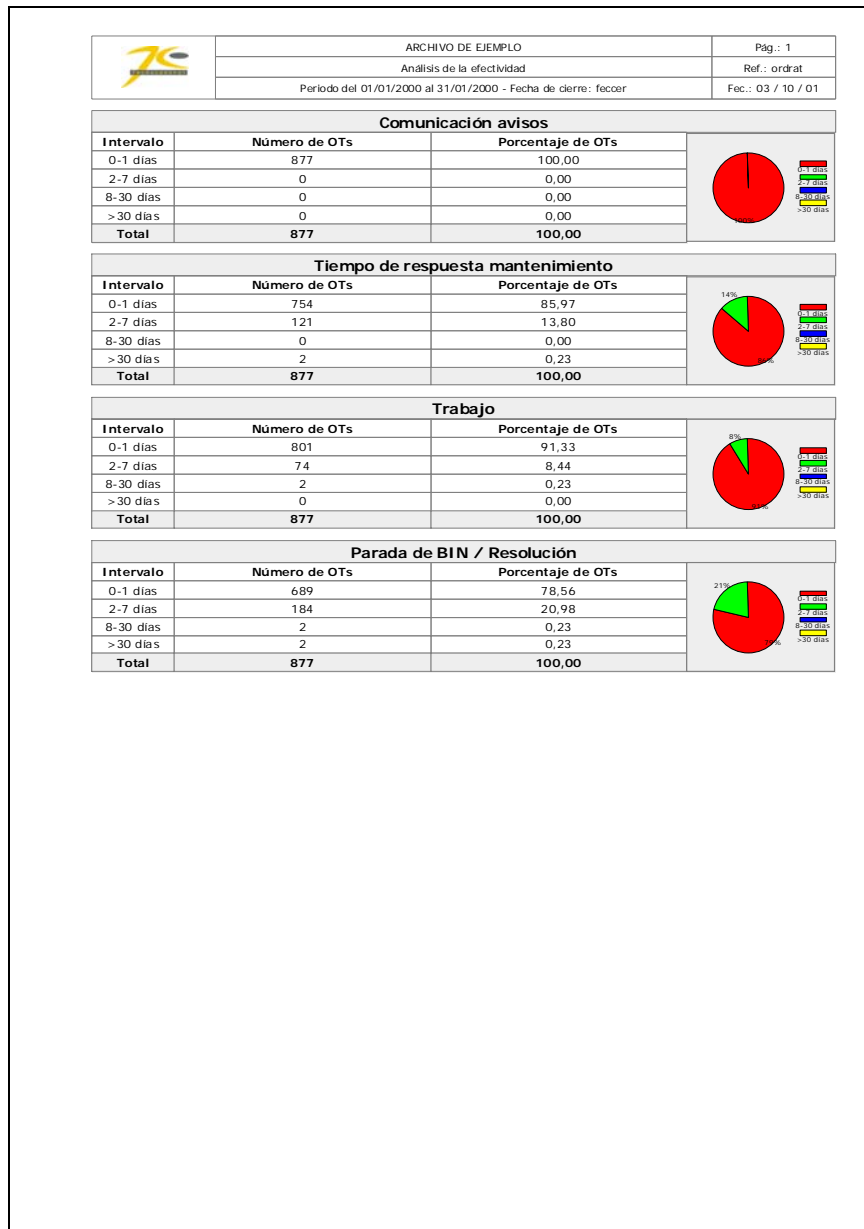 ARCHIVO DE EJEMPLO Pág.: 1
Análisis de la efectividad Ref.: ordrat
Periodo del 01/01/2000 al 31/01/2000 - Fecha de cierre: feccer Fec.: 03 / 10 / 01
Comunicación avisos
Intervalo Número de OTs Porcentaje de OTs
0-1 días 877 100,00
2-7 días 0 0,00
8-30 días 0 0,00
>30 días 0 0,00
Total 877 100,00
100%
0-1 días
2-7 días
8-30 días
>30 días
Tiempo de respuesta mantenimiento
Intervalo Número de OTs Porcentaje de OTs
0-1 días 754 85,97
2-7 días 121 13,80
8-30 días 0 0,00
>30 días 2 0,23
Total 877 100,00
14%
86%
0-1 días
2-7 días
8-30 días
>30 días
Trabajo
Intervalo Número de OTs Porcentaje de OTs
0-1 días 801 91,33
2-7 días 74 8,44
8-30 días 2 0,23
>30 días 0 0,00
Total 877 100,00
8%
0-1 días
2-7 días
8-30 días
>30 días
Parada de BIN / Resolución
Intervalo Número de OTs Porcentaje de OTs
0-1 días 689 78,56
2-7 días 184 20,98
8-30 días 2 0,23
>30 días 2 0,23
Total 877 100,00
21%
79%
0-1 días
2-7 días
8-30 días
>30 días